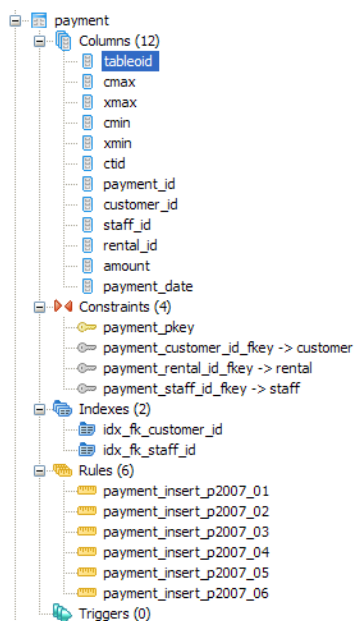 payment
Columns (12)
tableoid
cmax
xmax
cmin
xmin
ctid
payment_id
customer_id
staff_id
rental_id
amount
payment_date
Constraints (4)
payment_pkey
payment_customer_id_fkey -> customer
payment_rental_id_fkey -> rental
payment_staff_id_fkey -> staff
Indexes (2)
idx_fk_customer_id
idx_fk_staff_id
Rules (6)
payment_insert_p2007_01
payment_insert_p2007_02
payment_insert_p2007_03
payment_insert_p2007_04
payment_insert_p2007_05
payment_insert_p2007_06
Triggers (0)